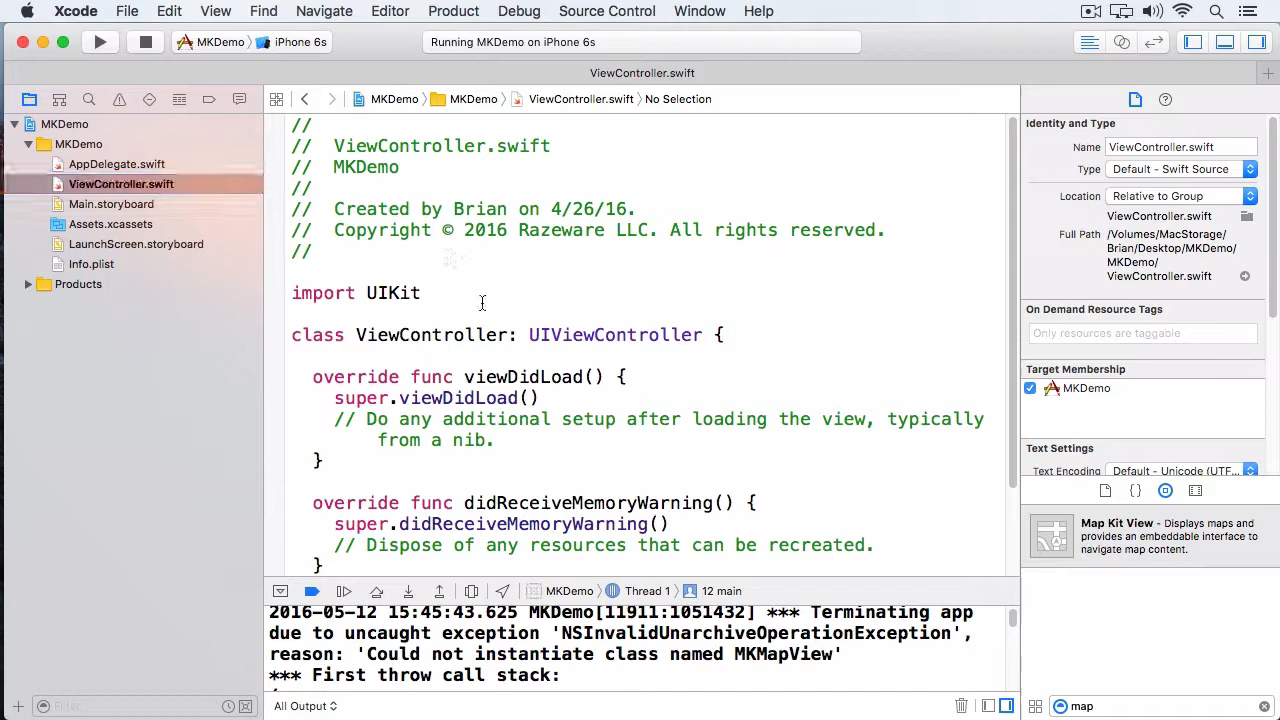 Xcode File Edit View Find Navigate Editor Product Debug Source Control Window Help
MKDemo iPhone 6s Running MKDemo on iPhone 6s
ViewController.swift
MKDemo MKDemo ViewController.swift No Selection
MKDemo
MKDemo
AppDelegate.swift
ViewController.swift
Main.storyboard
Assets.xcassets
LaunchScreen.storyboard
Info.plist
Products
Filter
//
// ViewController.swift
// MKDemo
//
// Created by Brian on 4/26/16.
// Copyright © 2016 Razeware LLC. All rights reserved.
//
import UIKit
class ViewController: UIViewController {
override func viewDidLoad() {
super.viewDidLoad()
// Do any additional setup after loading the view, typically
from a nib.
}
override func didReceiveMemoryWarning() {
super.didReceiveMemoryWarning()
// Dispose of any resources that can be recreated.
}
MKDemo Thread 1 12 main
2016-05-12 15:45:43.625 MKDemo[11911:1051432] *** Terminating app
due to uncaught exception 'NSInvalidUnarchiveOperationException',
reason: 'Could not instantiate class named MKMapView'
*** First throw call stack:
All Output
Identity and Type
Name ViewController.swift
Type Default - Swift Source
Location Relative to Group
ViewController.swift
Full Path /Volumes/MacStorage/
Brian/Desktop/MKDemo/
MKDemo/
ViewController.swift
On Demand Resource Tags
Only resources are taggable
Target Membership
MKDemo
Text Settings
Text Encoding Default - Unicode (UTF...
{}
Map Kit View - Displays maps and
provides an embeddable interface to
navigate map content.
map